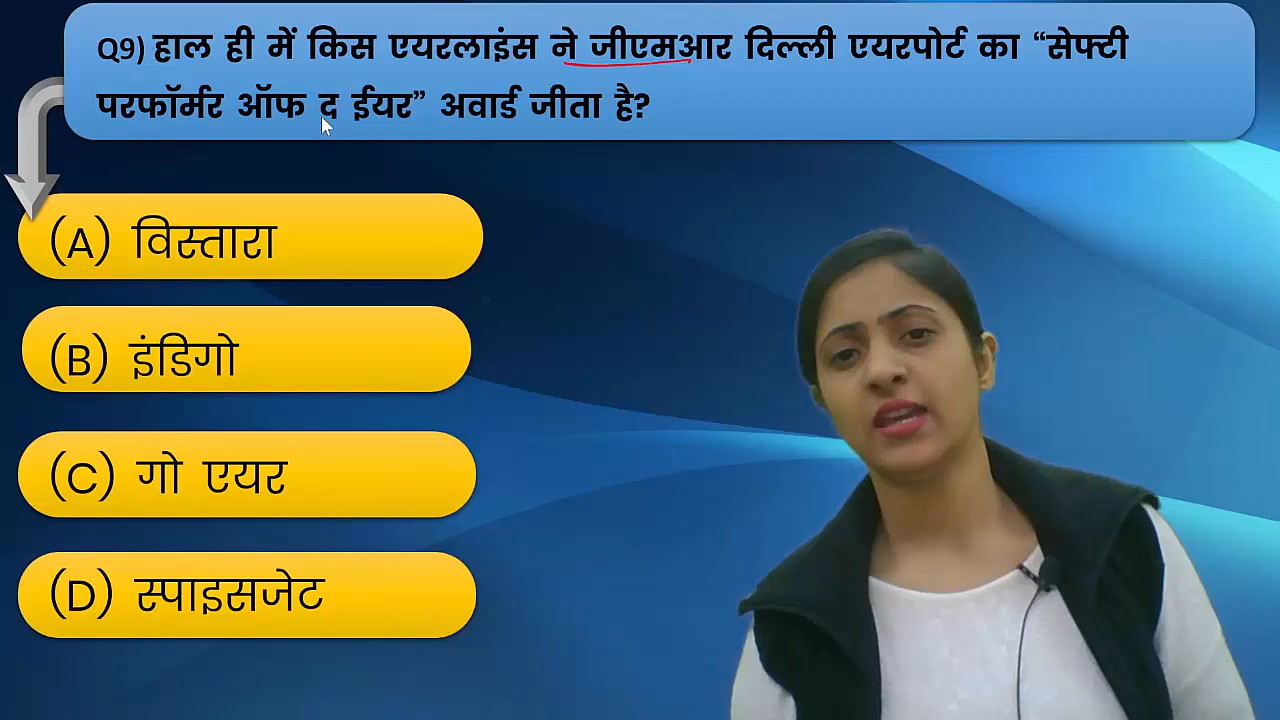 Q9) हाल ही में किस एयरलाइंस ने जीएमआर दिल्ली एयरपोर्ट का “सेफ्टी
परफॉर्मर ऑफ द ईयर” अवार्ड जीता है?
(A) विस्तारा
(B) इंडिगो
(C) गो एयर
(D) स्पाइसजेट